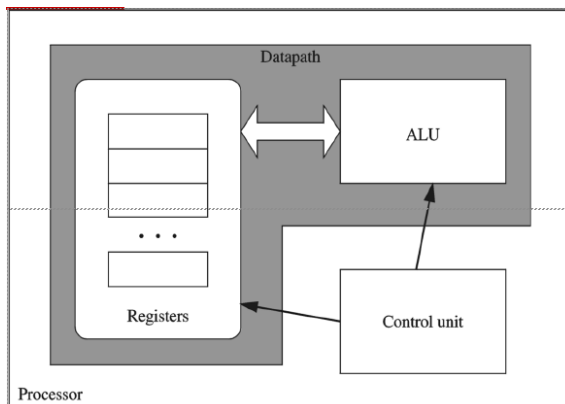 Datapath
ALU
. . .
Registers
Control unit
Processor